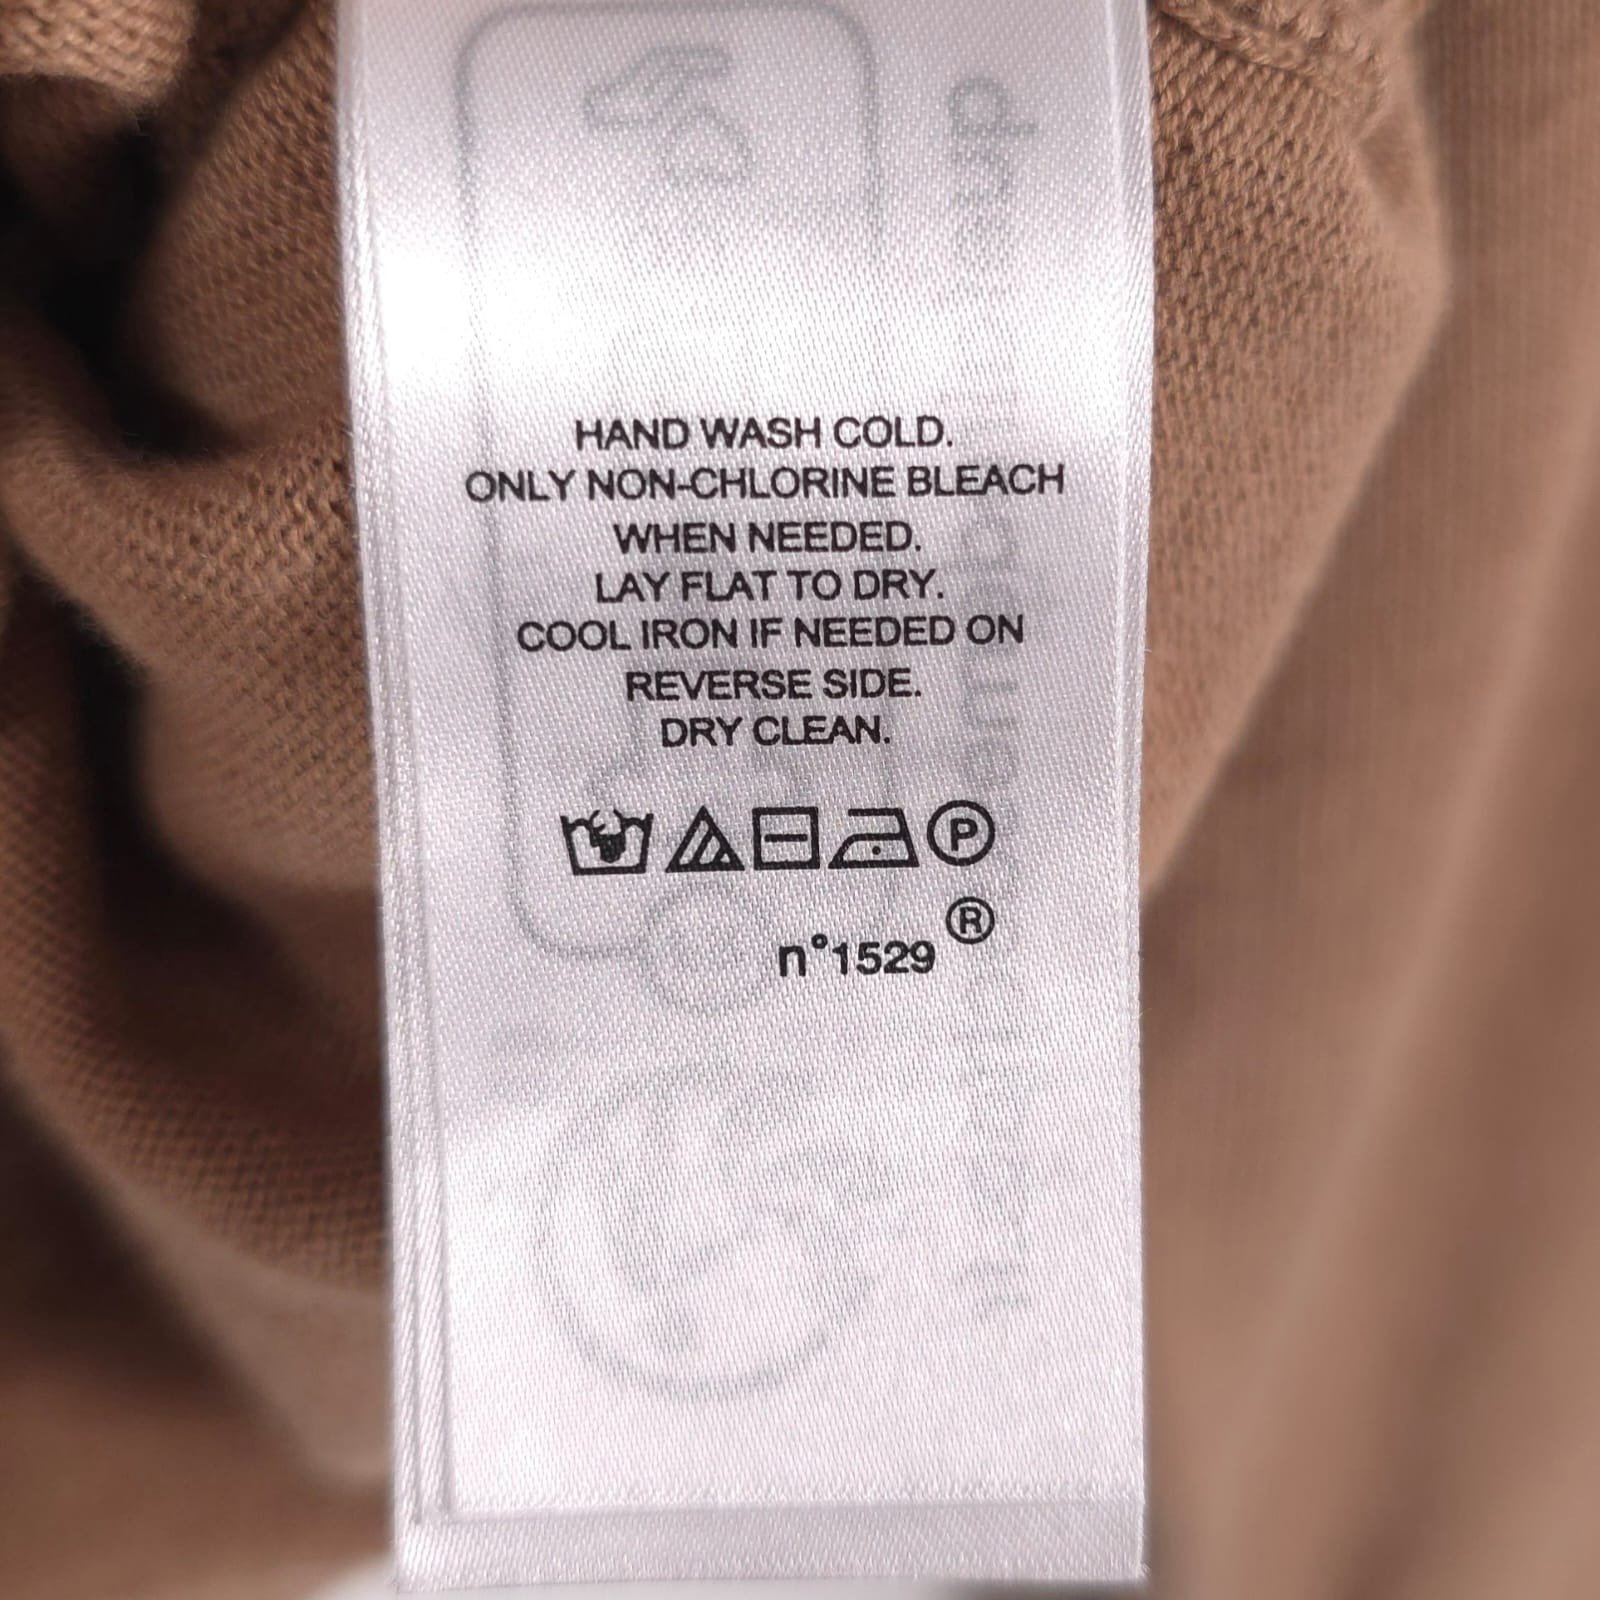 HAND WASH COLD.
ONLY NON-CHLORINE BLEACH
WHEN NEEDED.
LAY FLAT TO DRY.
COOL IRON IF NEEDED ON
REVERSE SIDE.
DRY CLEAN.
P
n°1529®